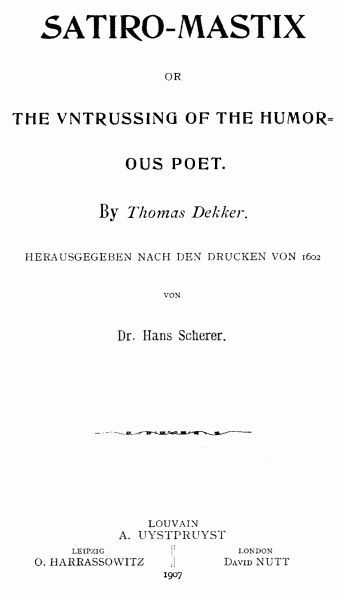 SATIRO-MASTIX
OR
THE VNTRUSSING OF THE HUMOR=
OUS POET.
By Thomas Dekker.
HERAUSGEGEBEN NACH DEN DRUCKEN VON 1602
VON
Dr. Hans Scherer.
LOUVAIN
A. UYSTPRUYST
LEIPZIG
O. HARRASSOWITZ
LONDON
DAVID NUTT
1907